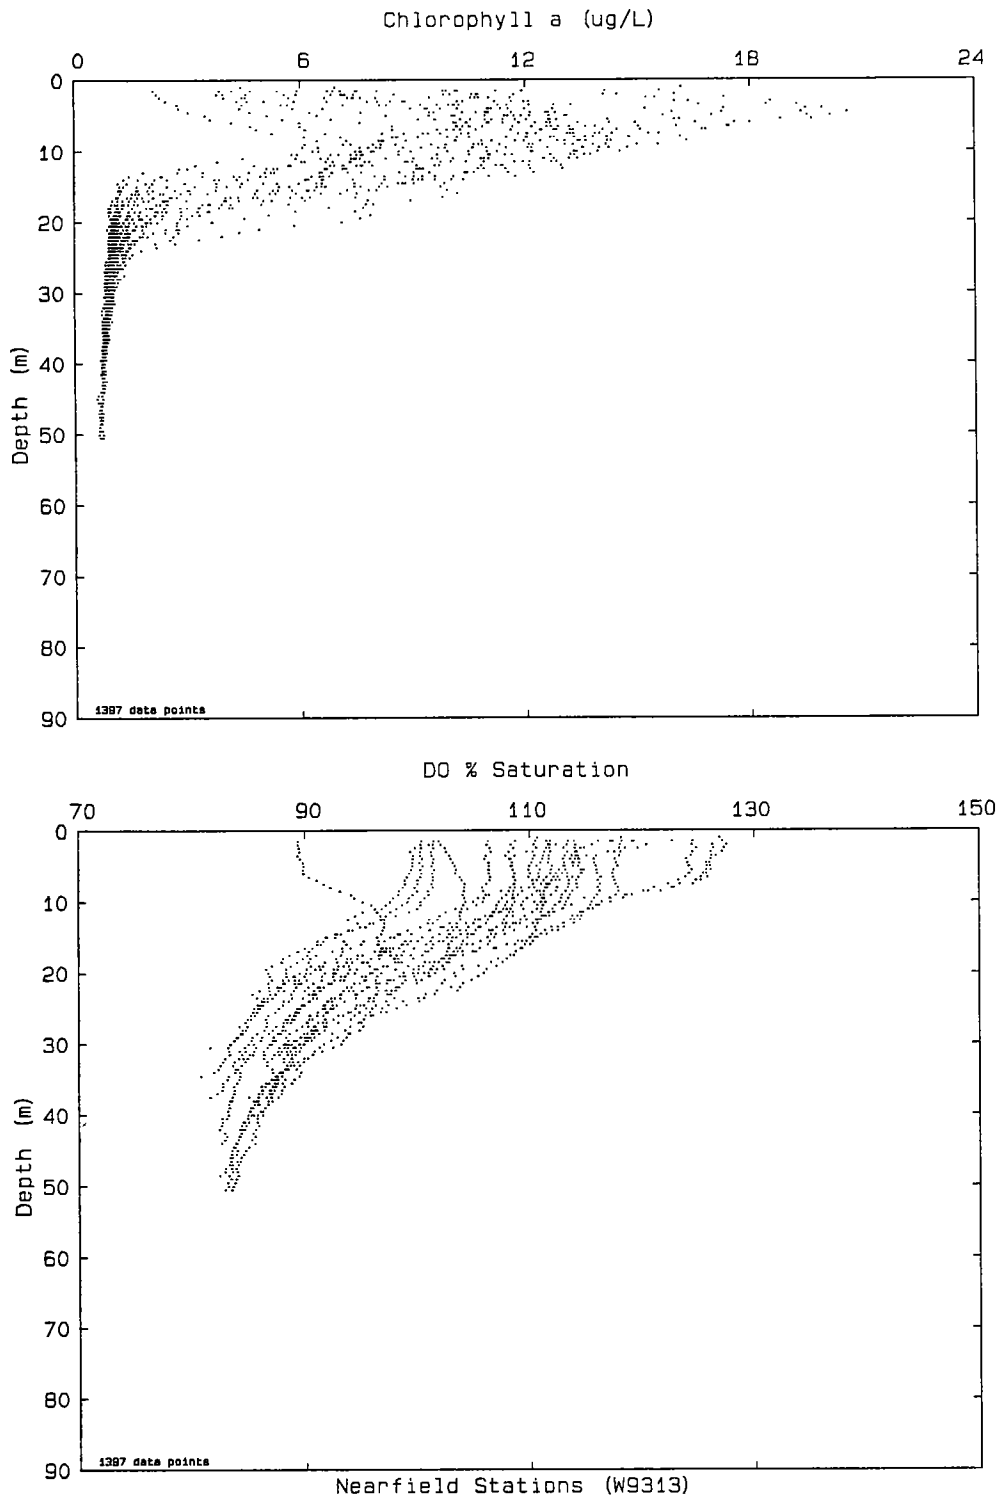 Chlorophyll a (ug/L)
0 6 12 18 24
0
10
20
30
40
50
60
70
80
90
Depth (m)
1397 data points
DO % Saturation
70 90 110 130 150
0
10
20
30
40
50
60
70
80
90
Depth (m)
1397 data points
Nearfield Stations (W9313)